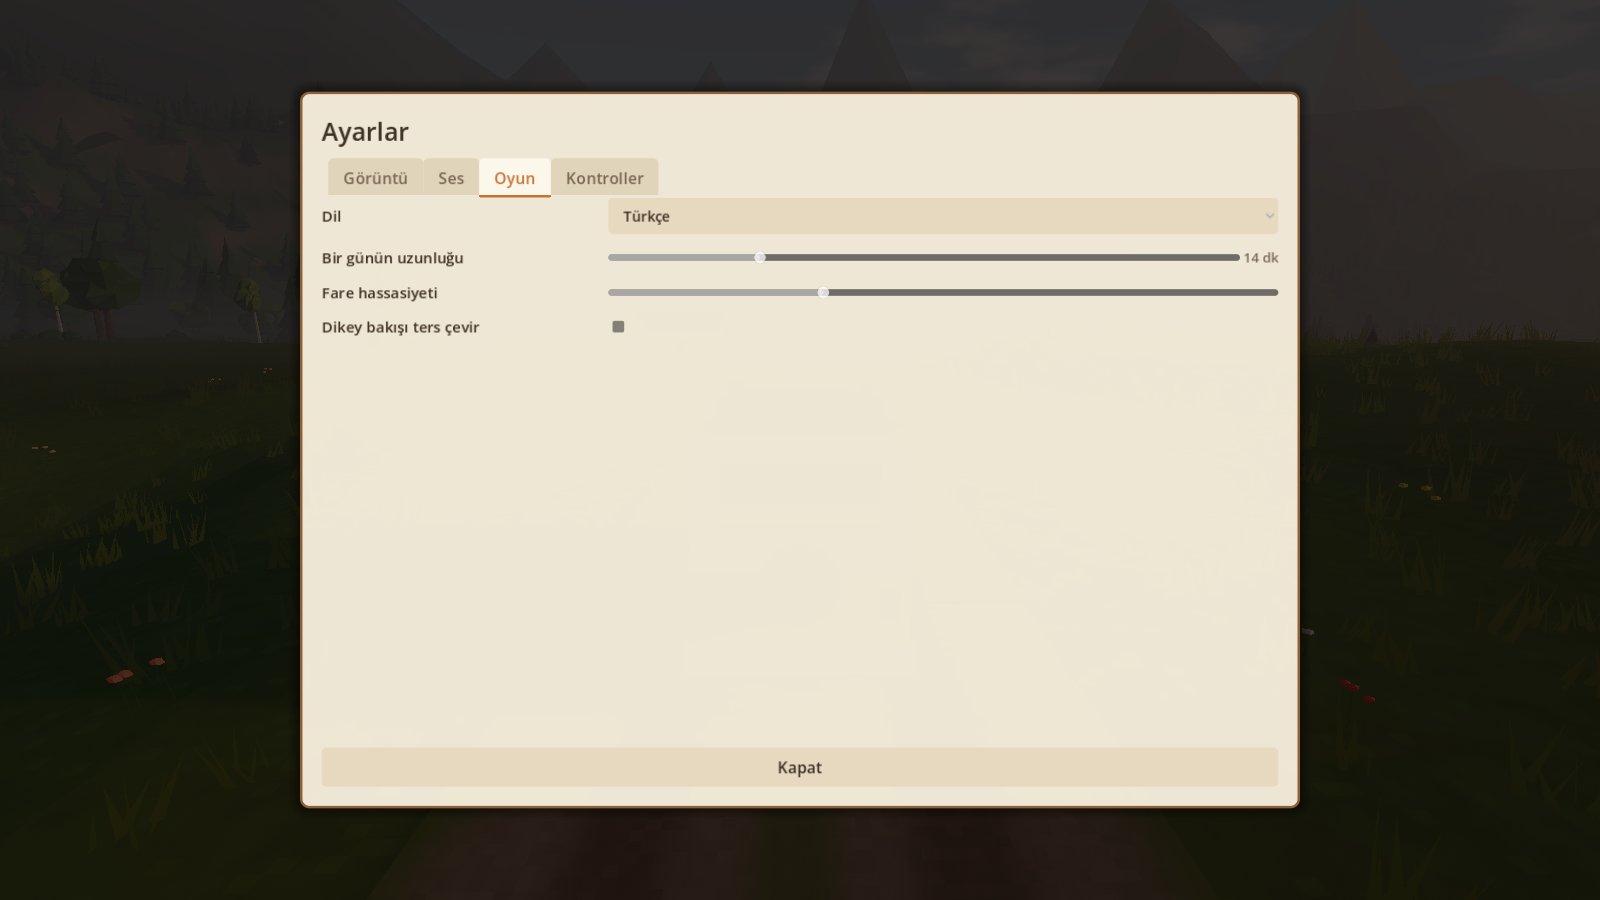 Ayarlar
Görüntü Ses Oyun Kontroller
Dil Türkçe
Bir günün uzunluğu 14 dk
Fare hassasiyeti
Dikey bakışı ters çevir
Kapat